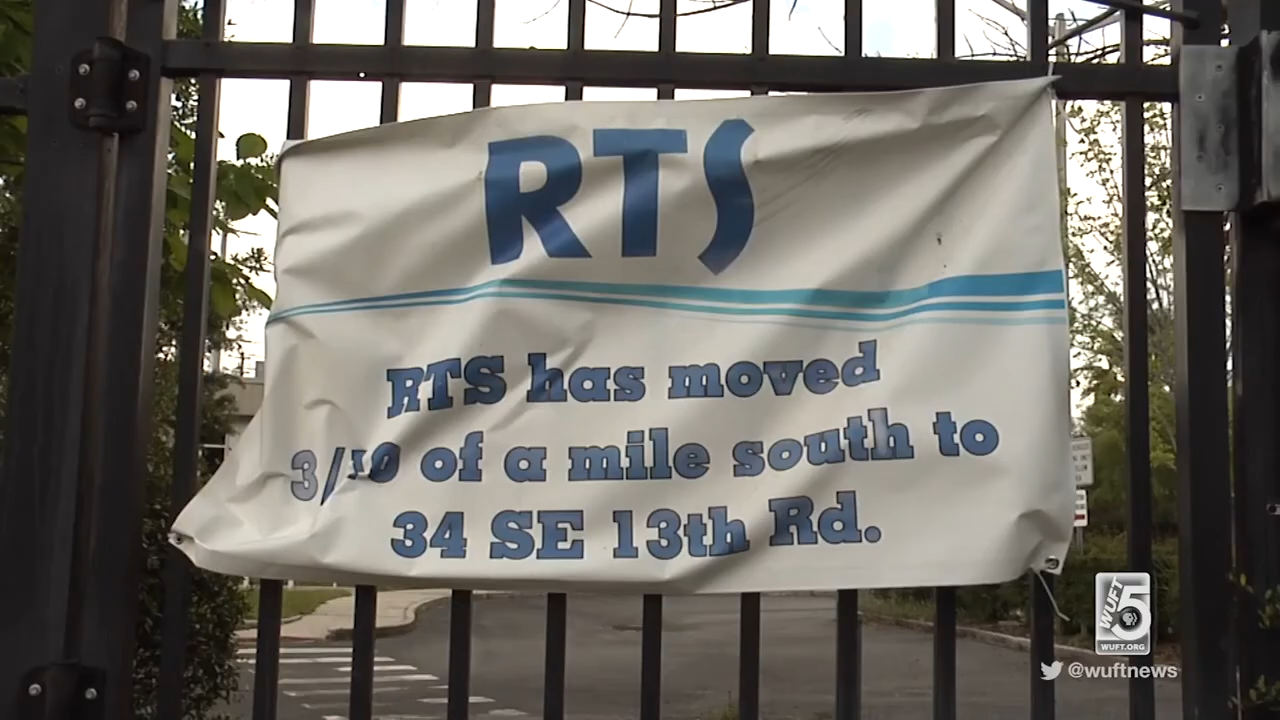 RTS
RTS has moved
3/10 of a mile south to
34 SE 13th Rd.
WUFT 5
WUFT.ORG
@wuftnews